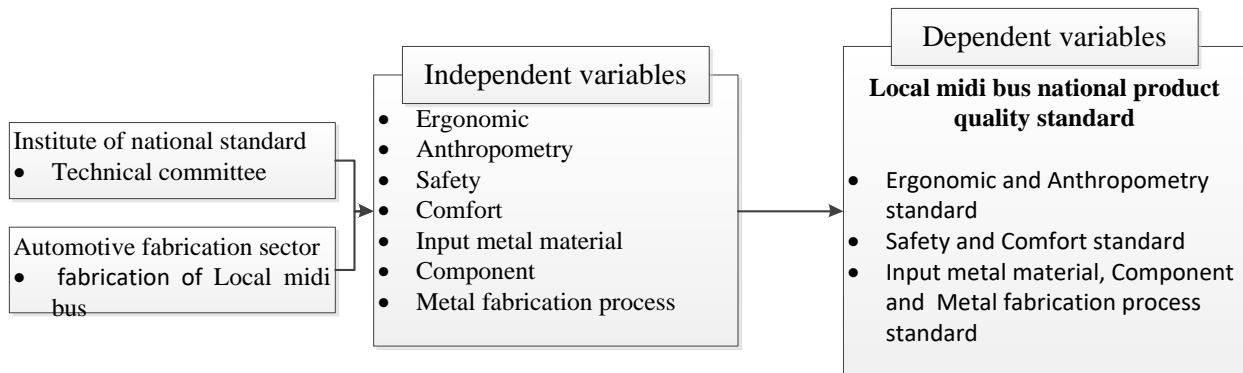 Institute of national standard
• Technical committee
Automotive fabrication sector
• fabrication of Local midi
bus
Independent variables
• Ergonomic
• Anthropometry
• Safety
• Comfort
• Input metal material
• Component
• Metal fabrication process
Dependent variables
Local midi bus national product
quality standard
• Ergonomic and Anthropometry
standard
• Safety and Comfort standard
• Input metal material, Component
and Metal fabrication process
standard